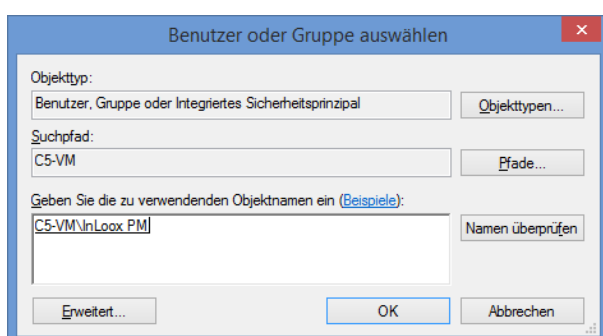 Benutzer oder Gruppe auswählen
Objekttyp:
Benutzer, Gruppe oder Integriertes Sicherheitsprinzipal
Objekttypen...
Suchpfad:
C5-VM
Pfade...
Geben Sie die zu verwendenden Objektnamen ein (Beispiele):
C5-VM\InLoox PM
Namen überprüfen
Erweitert...
OK
Abbrechen